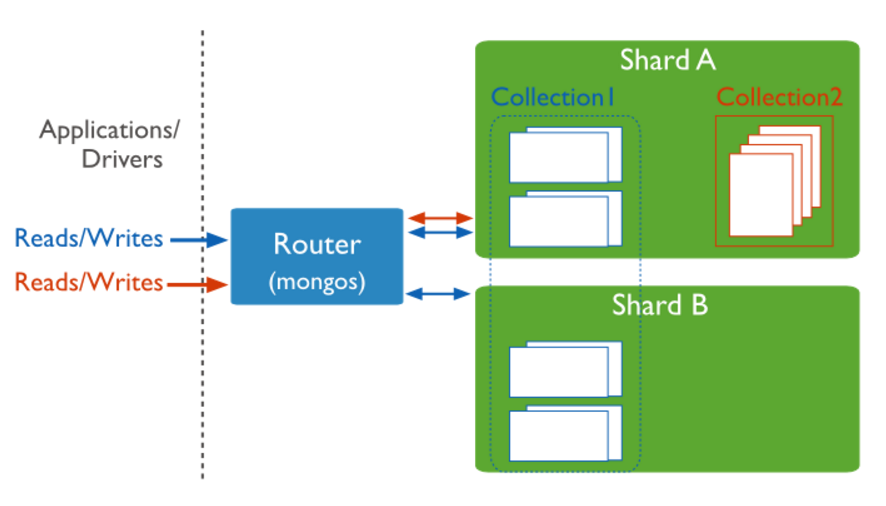 Shard A
Collection1
Collection2
Applications/
Drivers
Reads/Writes
Router
Reads/Writes
(mongos)
Shard B